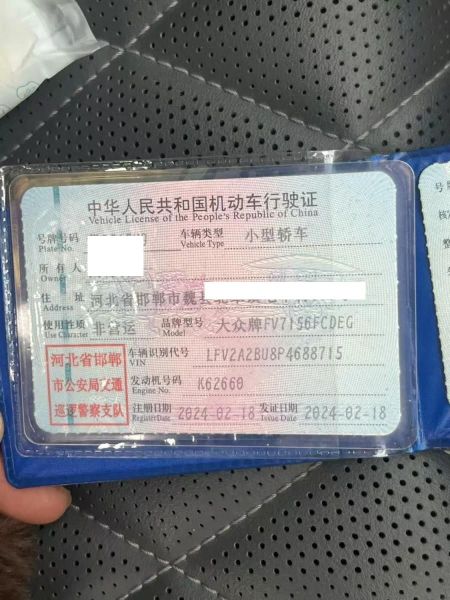 中华人民共和国机动车行驶证
Vehicle License of the People's Republic of China
号牌号码 车辆类型 小型轿车
Plate No. Vehicle Type
所有人
Owner
住址 河北省邯郸市魏县
Address
使用性质 非营运 品牌型号 大众牌FV7156FCDEG
Use Character Model
河北省邯郸
市公安局交通
巡逻警察支队
车辆识别代号 LFV2A2BU8P4688715
VIN
发动机号码 K62660
Engine No.
注册日期 2024-02-18 发证日期 2024-02-18
Register Date Issue Date
号牌